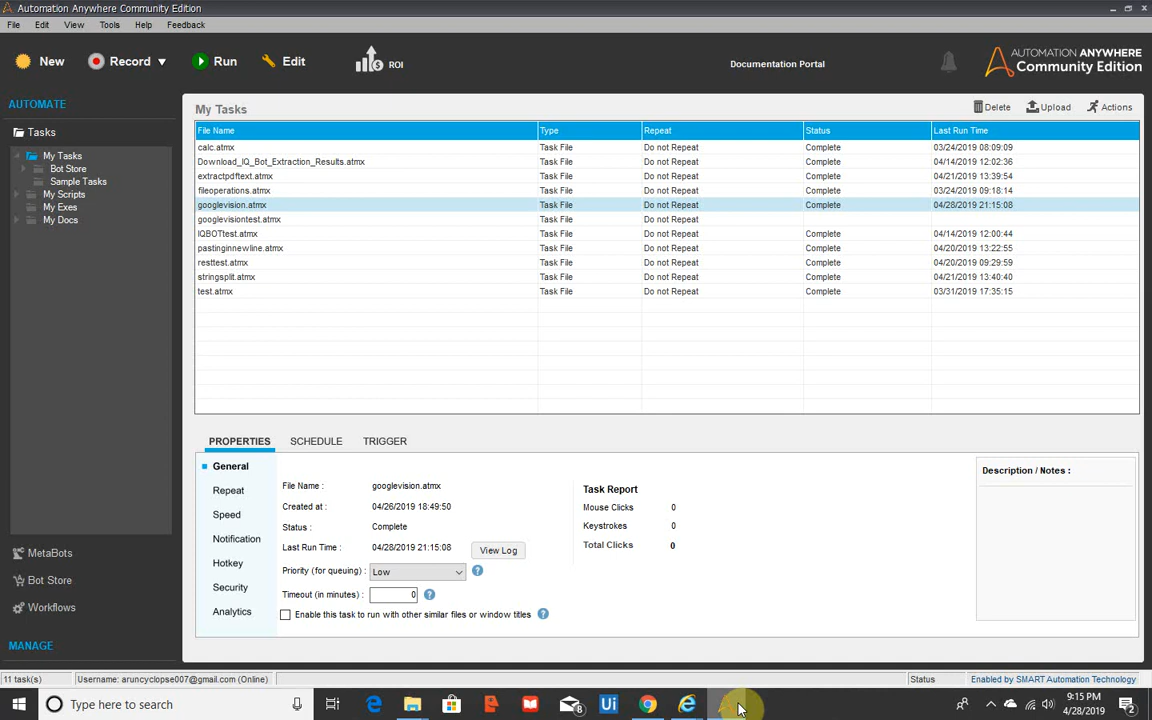 Automation Anywhere Community Edition
File Edit View Tools Help Feedback
New Record Run Edit ROI Documentation Portal AUTOMATION ANYWHERE
Community Edition
AUTOMATE
Tasks
My Tasks
Bot Store
Sample Tasks
My Scripts
My Exes
My Docs
MetaBots
Bot Store
Workflows
MANAGE
My Tasks Delete Upload Actions
File Name Type Repeat Status Last Run Time
calc.atmx Task File Do not Repeat Complete 03/24/2019 08:09:09
Download_IQ_Bot_Extraction_Results.atmx Task File Do not Repeat Complete 04/14/2019 12:02:36
extractpdftext.atmx Task File Do not Repeat Complete 04/21/2019 13:39:54
fileoperations.atmx Task File Do not Repeat Complete 03/24/2019 09:18:14
googlevision.atmx Task File Do not Repeat Complete 04/28/2019 21:15:08
googlevisiontest.atmx Task File Do not Repeat
IQBOTtest.atmx Task File Do not Repeat Complete 04/14/2019 12:00:44
pastinginnewline.atmx Task File Do not Repeat Complete 04/20/2019 13:22:55
resttest.atmx Task File Do not Repeat Complete 04/20/2019 09:29:59
stringsplit.atmx Task File Do not Repeat Complete 04/21/2019 13:40:40
test.atmx Task File Do not Repeat Complete 03/31/2019 17:35:15
PROPERTIES SCHEDULE TRIGGER
General
Repeat
Speed
Notification
Hotkey
Security
Analytics
File Name : googlevision.atmx
Created at : 04/26/2019 18:49:50
Status : Complete
Last Run Time : 04/28/2019 21:15:08 View Log
Priority (for queuing) : Low ?
Timeout (in minutes) : 0 ?
Enable this task to run with other similar files or window titles ?
Task Report
Mouse Clicks 0
Keystrokes 0
Total Clicks 0
Description / Notes :
11 task(s) Username: aruncyclopse007@gmail.com (Online) Status Enabled by SMART Automation Technology
Type here to search
Ui
8
9:15 PM
4/28/2019
2